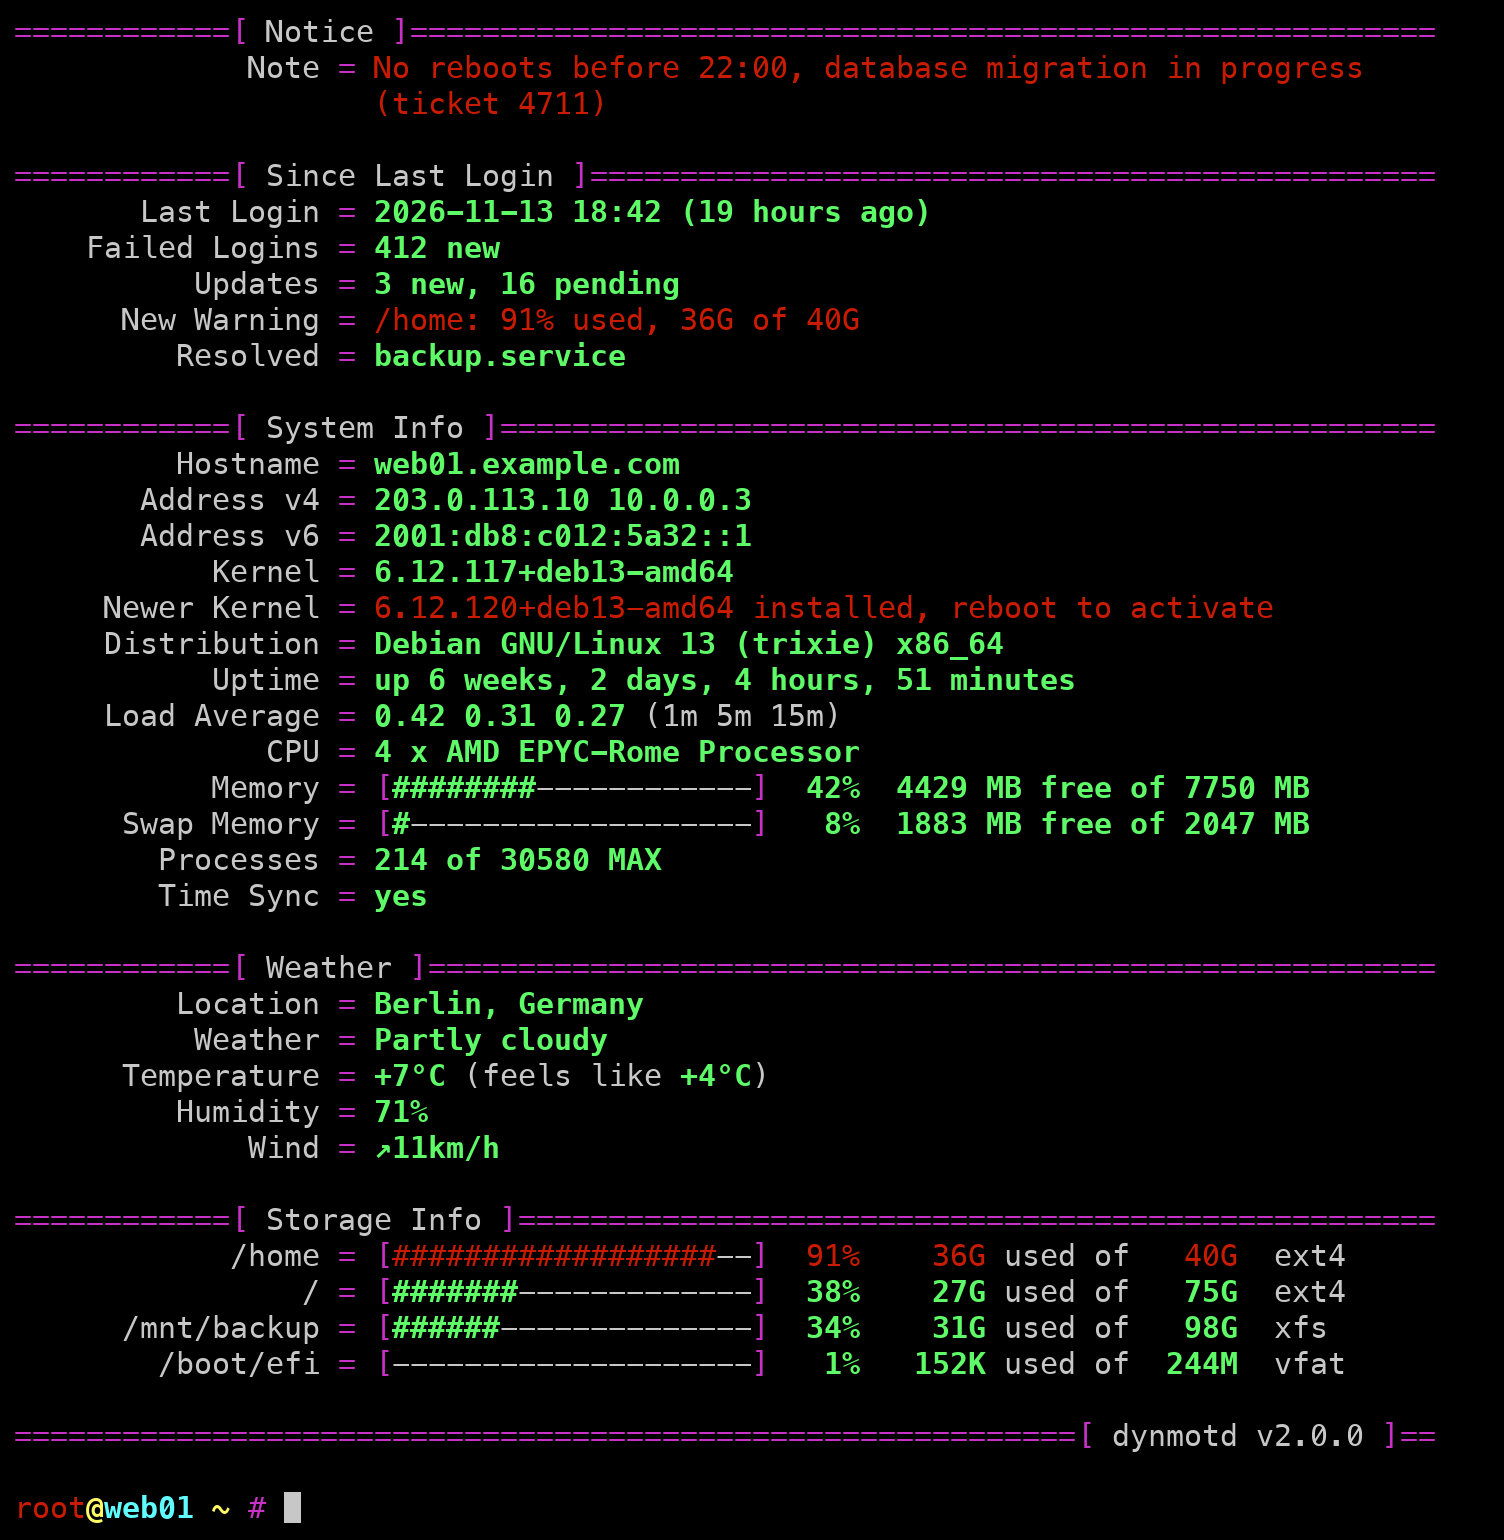 ============[ Notice ]=========================================================
Note = No reboots before 22:00, database migration in progress
(ticket 4711)
============[ Since Last Login ]===============================================
Last Login = 2026-11-13 18:42 (19 hours ago)
Failed Logins = 412 new
Updates = 3 new, 16 pending
New Warning = /home: 91% used, 36G of 40G
Resolved = backup.service
============[ System Info ]====================================================
Hostname = web01.example.com
Address v4 = 203.0.113.10 10.0.0.3
Address v6 = 2001:db8:c012:5a32::1
Kernel = 6.12.117+deb13-amd64
Newer Kernel = 6.12.120+deb13-amd64 installed, reboot to activate
Distribution = Debian GNU/Linux 13 (trixie) x86_64
Uptime = up 6 weeks, 2 days, 4 hours, 51 minutes
Load Average = 0.42 0.31 0.27 (1m 5m 15m)
CPU = 4 x AMD EPYC-Rome Processor
Memory = [########------------]  42%  4429 MB free of 7750 MB
Swap Memory = [#-------------------]   8%  1883 MB free of 2047 MB
Processes = 214 of 30580 MAX
Time Sync = yes
============[ Weather ]========================================================
Location = Berlin, Germany
Weather = Partly cloudy
Temperature = +7°C (feels like +4°C)
Humidity = 71%
Wind = ↗11km/h
============[ Storage Info ]===================================================
/home = [##################--]  91%    36G used of   40G  ext4
/ = [#######-------------]  38%    27G used of   75G  ext4
/mnt/backup = [######--------------]  34%    31G used of   98G  xfs
/boot/efi = [--------------------]   1%   152K used of  244M  vfat
===========================================================[ dynmotd v2.0.0 ]==
root@web01 ~ #